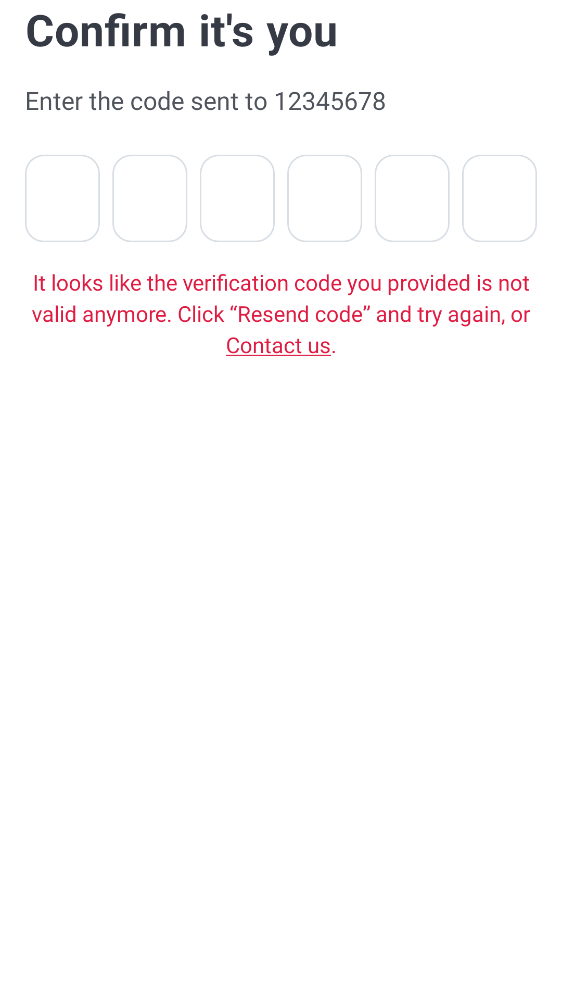 Confirm it's you
Enter the code sent to 12345678
It looks like the verification code you provided is not
valid anymore. Click “Resend code” and try again, or
Contact us.